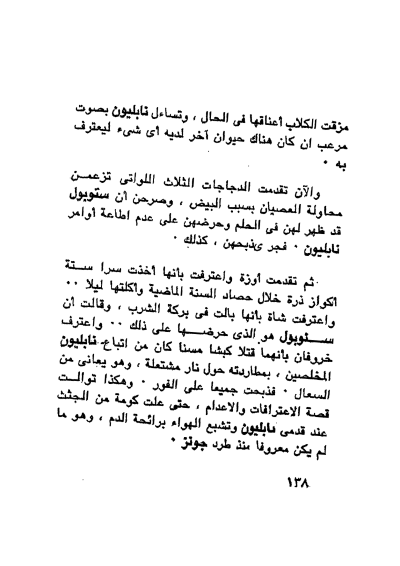 مزقت الكلاب أعناقها فى الحال ، وتساءل نابليون بصوت
مرعب ان كان هناك حيوان آخر لديه أى شىء ليعترف
به .
والآن تقدمت الدجاجات الثلاث اللواتى تزعمن
محاولة العصيان بسبب البيض ، وصرحن أن ستوبول
قد ظهر لهن فى الحلم وحرضهن على عدم اطاعة أوامر
نابليون . فجر يذبحهن ، كذلك .
ثم تقدمت أوزة واعترفت بأنها أخذت سرا ستة
أكواز ذرة خلال حصاد السنة الماضية وأكلتها ليلا ..
واعترفت شاة بأنها بالت فى بركة الشرب ، وقالت أن
سنوبول هو الذى حرضها على ذلك .. واعترف
خروفان بأنهما قتلا كبشا مسنا كان من اتباع نابليون
المخلصين ، بمطاردته حول نار مشتعلة ، وهو يعانى من
السعال . فذبحت جميعا على الفور . وهكذا توالت
قصة الاعترافات والاعدام ، حتى علت كومة من الجثث
عند قدمى نابليون وتشبع الهواء برائحة الدم ، وهو ما
لم يكن معروفا منذ طرد جونز .
١٣٨